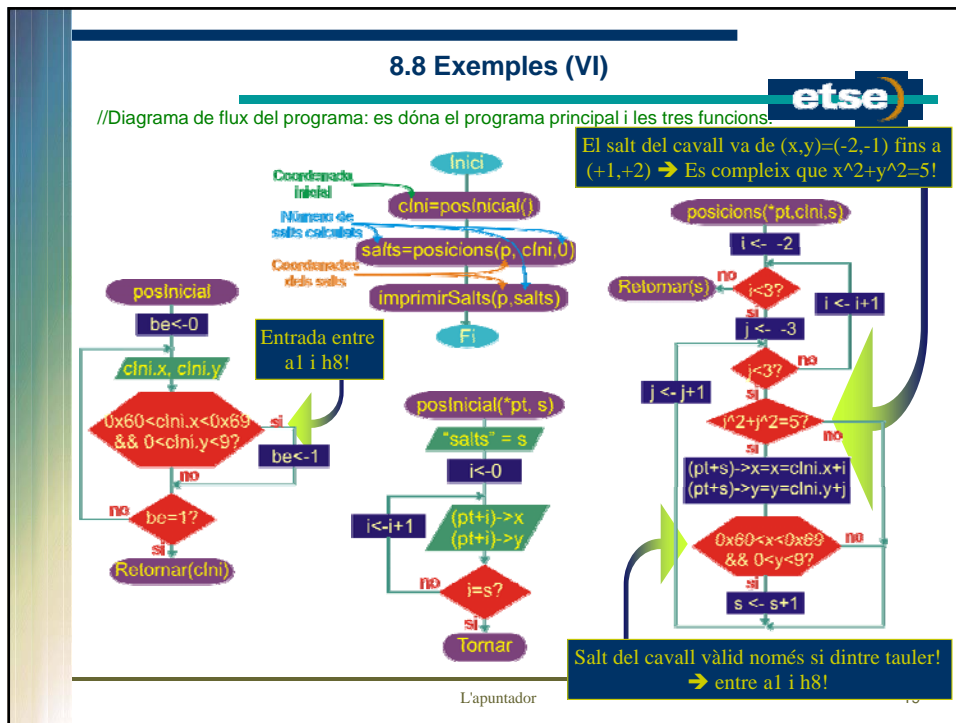 8.8 Exemples (VI)
etse
//Diagrama de flux del programa: es dóna el programa principal i les tres funcions.
El salt del cavall va de (x,y)=(-2,-1) fins a
(+1,+2) ➔ Es compleix que x^2+y^2=5!
Inici
Coordenada
inicial
cIni=posInicial()
Número de
salts calculats
salts=posicions(p, cIni,0)
Coordenades
dels salts
imprimirSalts(p,salts)
Fi
posInicial
be<-0
cIni.x, cIni.y
Entrada entre
a1 i h8!
0x60<cIni.x<0x69
&& 0<cIni.y<9?
si
be<-1
no
be=1?
no
si
Retornar(cIni)
posInicial(*pt, s)
"salts" = s
i<-0
(pt+i)->x
(pt+i)->y
i<-i+1
i=s?
no
si
Tornar
posicions(*pt,cIni,s)
i <- -2
i<3?
no
Retornar(s)
i <- i+1
si
j <- -3
j<3?
no
j <- j+1
si
i^2+j^2=5?
no
si
(pt+s)->x=x=cIni.x+i
(pt+s)->y=y=cIni.y+j
0x60<x<0x69
&& 0<y<9?
no
si
s <- s+1
Salt del cavall vàlid només si dintre tauler!
➔ entre a1 i h8!
L'apuntador